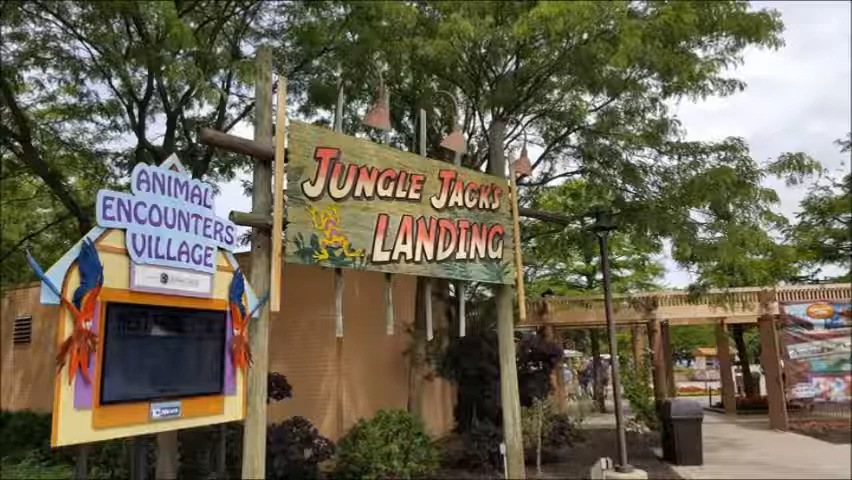 ANIMAL
ENCOUNTERS
VILLAGE
JUNGLE JACK'S
LANDING